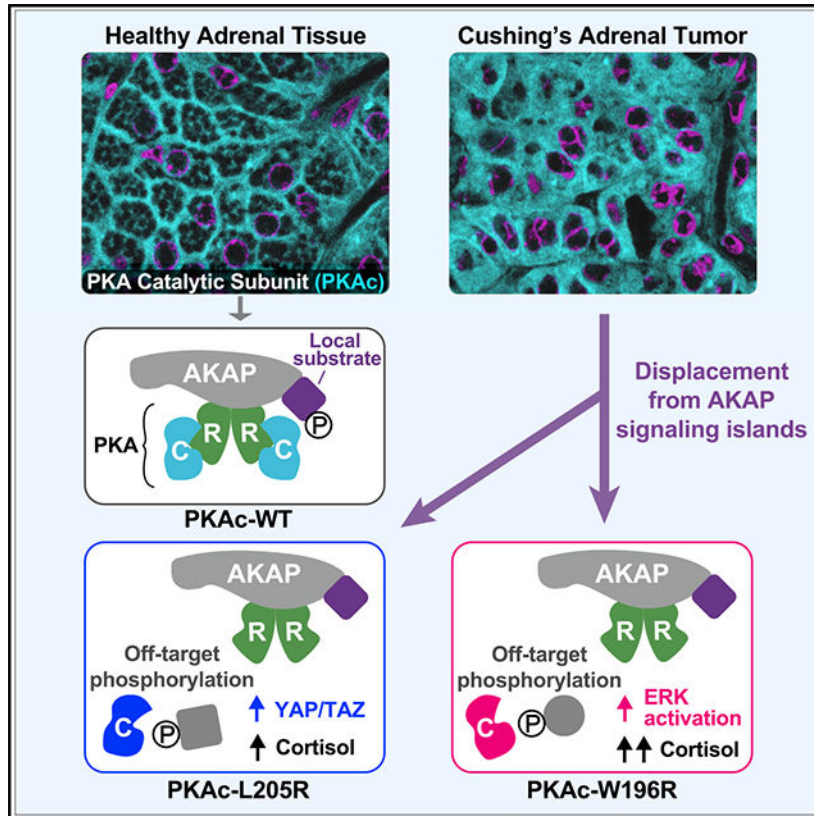 Healthy Adrenal Tissue
Cushing's Adrenal Tumor
PKA Catalytic Subunit (PKAc)
Local
substrate
AKAP
P
PKA
C
R
R
C
PKAc-WT
Displacement
from AKAP
signaling islands
AKAP
R
R
Off-target
phosphorylation
C
P
YAP/TAZ
Cortisol
PKAc-L205R
AKAP
R
R
Off-target
phosphorylation
C
P
ERK
activation
Cortisol
PKAc-W196R